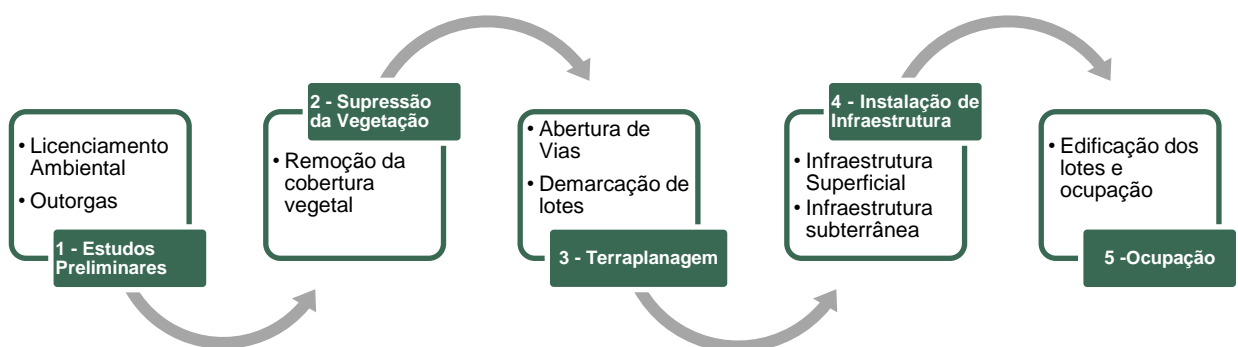 • Licenciamento
Ambiental
• Outorgas
1 - Estudos
Preliminares
2 - Supressão
da Vegetação
• Remoção da
cobertura
vegetal
• Abertura de
Vias
• Demarcação de
lotes
3 - Terraplanagem
4 - Instalação de
Infraestrutura
• Infraestrutura
Superficial
• Infraestrutura
subterrânea
• Edificação dos
lotes e
ocupação
5 -Ocupação